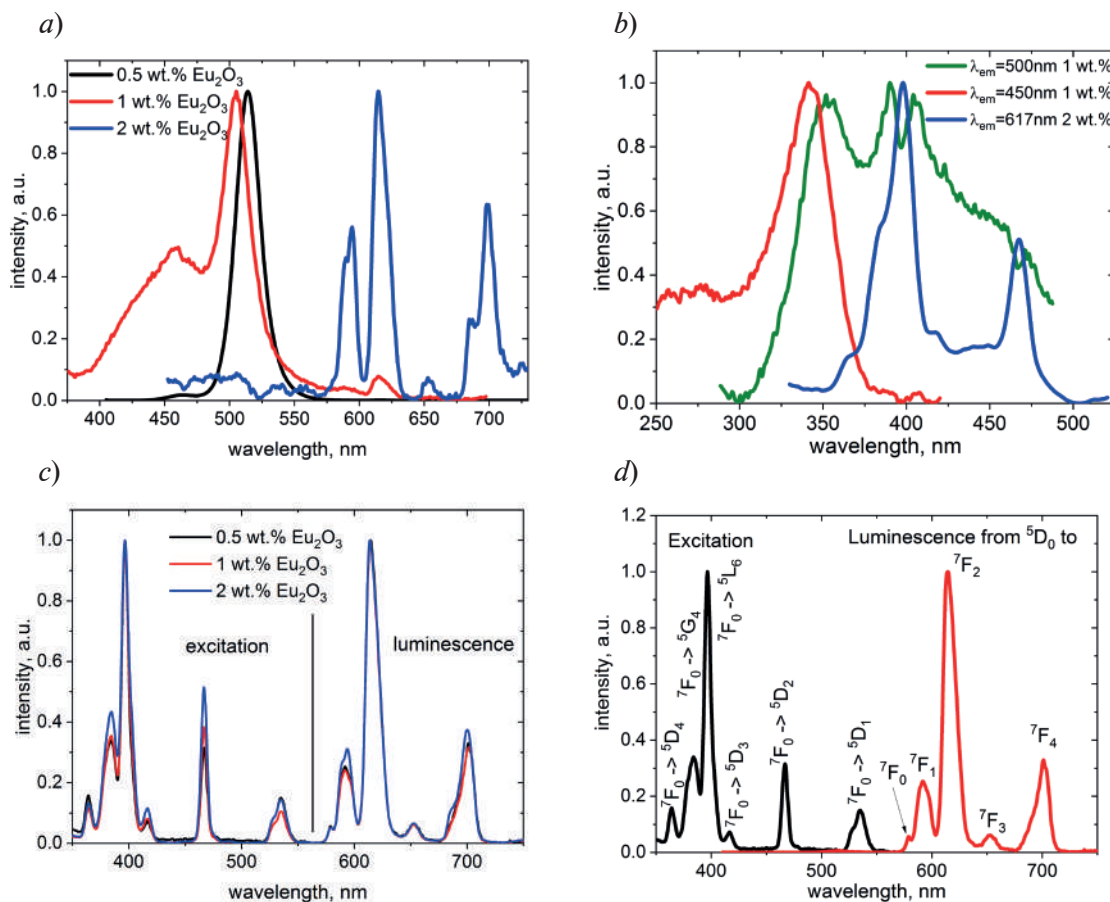 a)
0.5 wt.% Eu₂O₃
1 wt.% Eu₂O₃
2 wt.% Eu₂O₃
intensity, a.u.
1.0
0.8
0.6
0.4
0.2
0.0
400 450 500 550 600 650 700
wavelength, nm
b)
λem=500nm 1 wt.%
λem=450nm 1 wt.%
λem=617nm 2 wt.%
intensity, a.u.
1.0
0.8
0.6
0.4
0.2
0.0
250 300 350 400 450 500
wavelength, nm
c)
0.5 wt.% Eu₂O₃
1 wt.% Eu₂O₃
2 wt.% Eu₂O₃
excitation
luminescence
intensity, a.u.
1.0
0.8
0.6
0.4
0.2
0.0
400 500 600 700
wavelength, nm
d)
Excitation
Luminescence from ⁵D₀ to
⁷F₀ -> ⁵D₄
⁷F₀ -> ⁵G₄
⁷F₀ -> ⁵L₆
⁷F₀ -> ⁵D₃
⁷F₀ -> ⁵D₂
⁷F₀ -> ⁵D₁
⁷F₀
⁷F₁
⁷F₂
⁷F₃
⁷F₄
intensity, a.u.
1.2
1.0
0.8
0.6
0.4
0.2
0.0
400 500 600 700
wavelength, nm